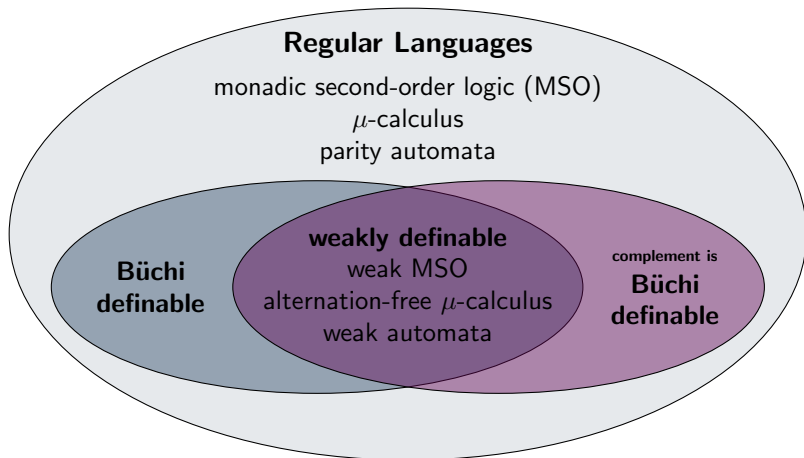 Regular Languages
monadic second-order logic (MSO)
μ-calculus
parity automata
Büchi
definable
weakly definable
weak MSO
alternation-free μ-calculus
weak automata
complement is
Büchi
definable